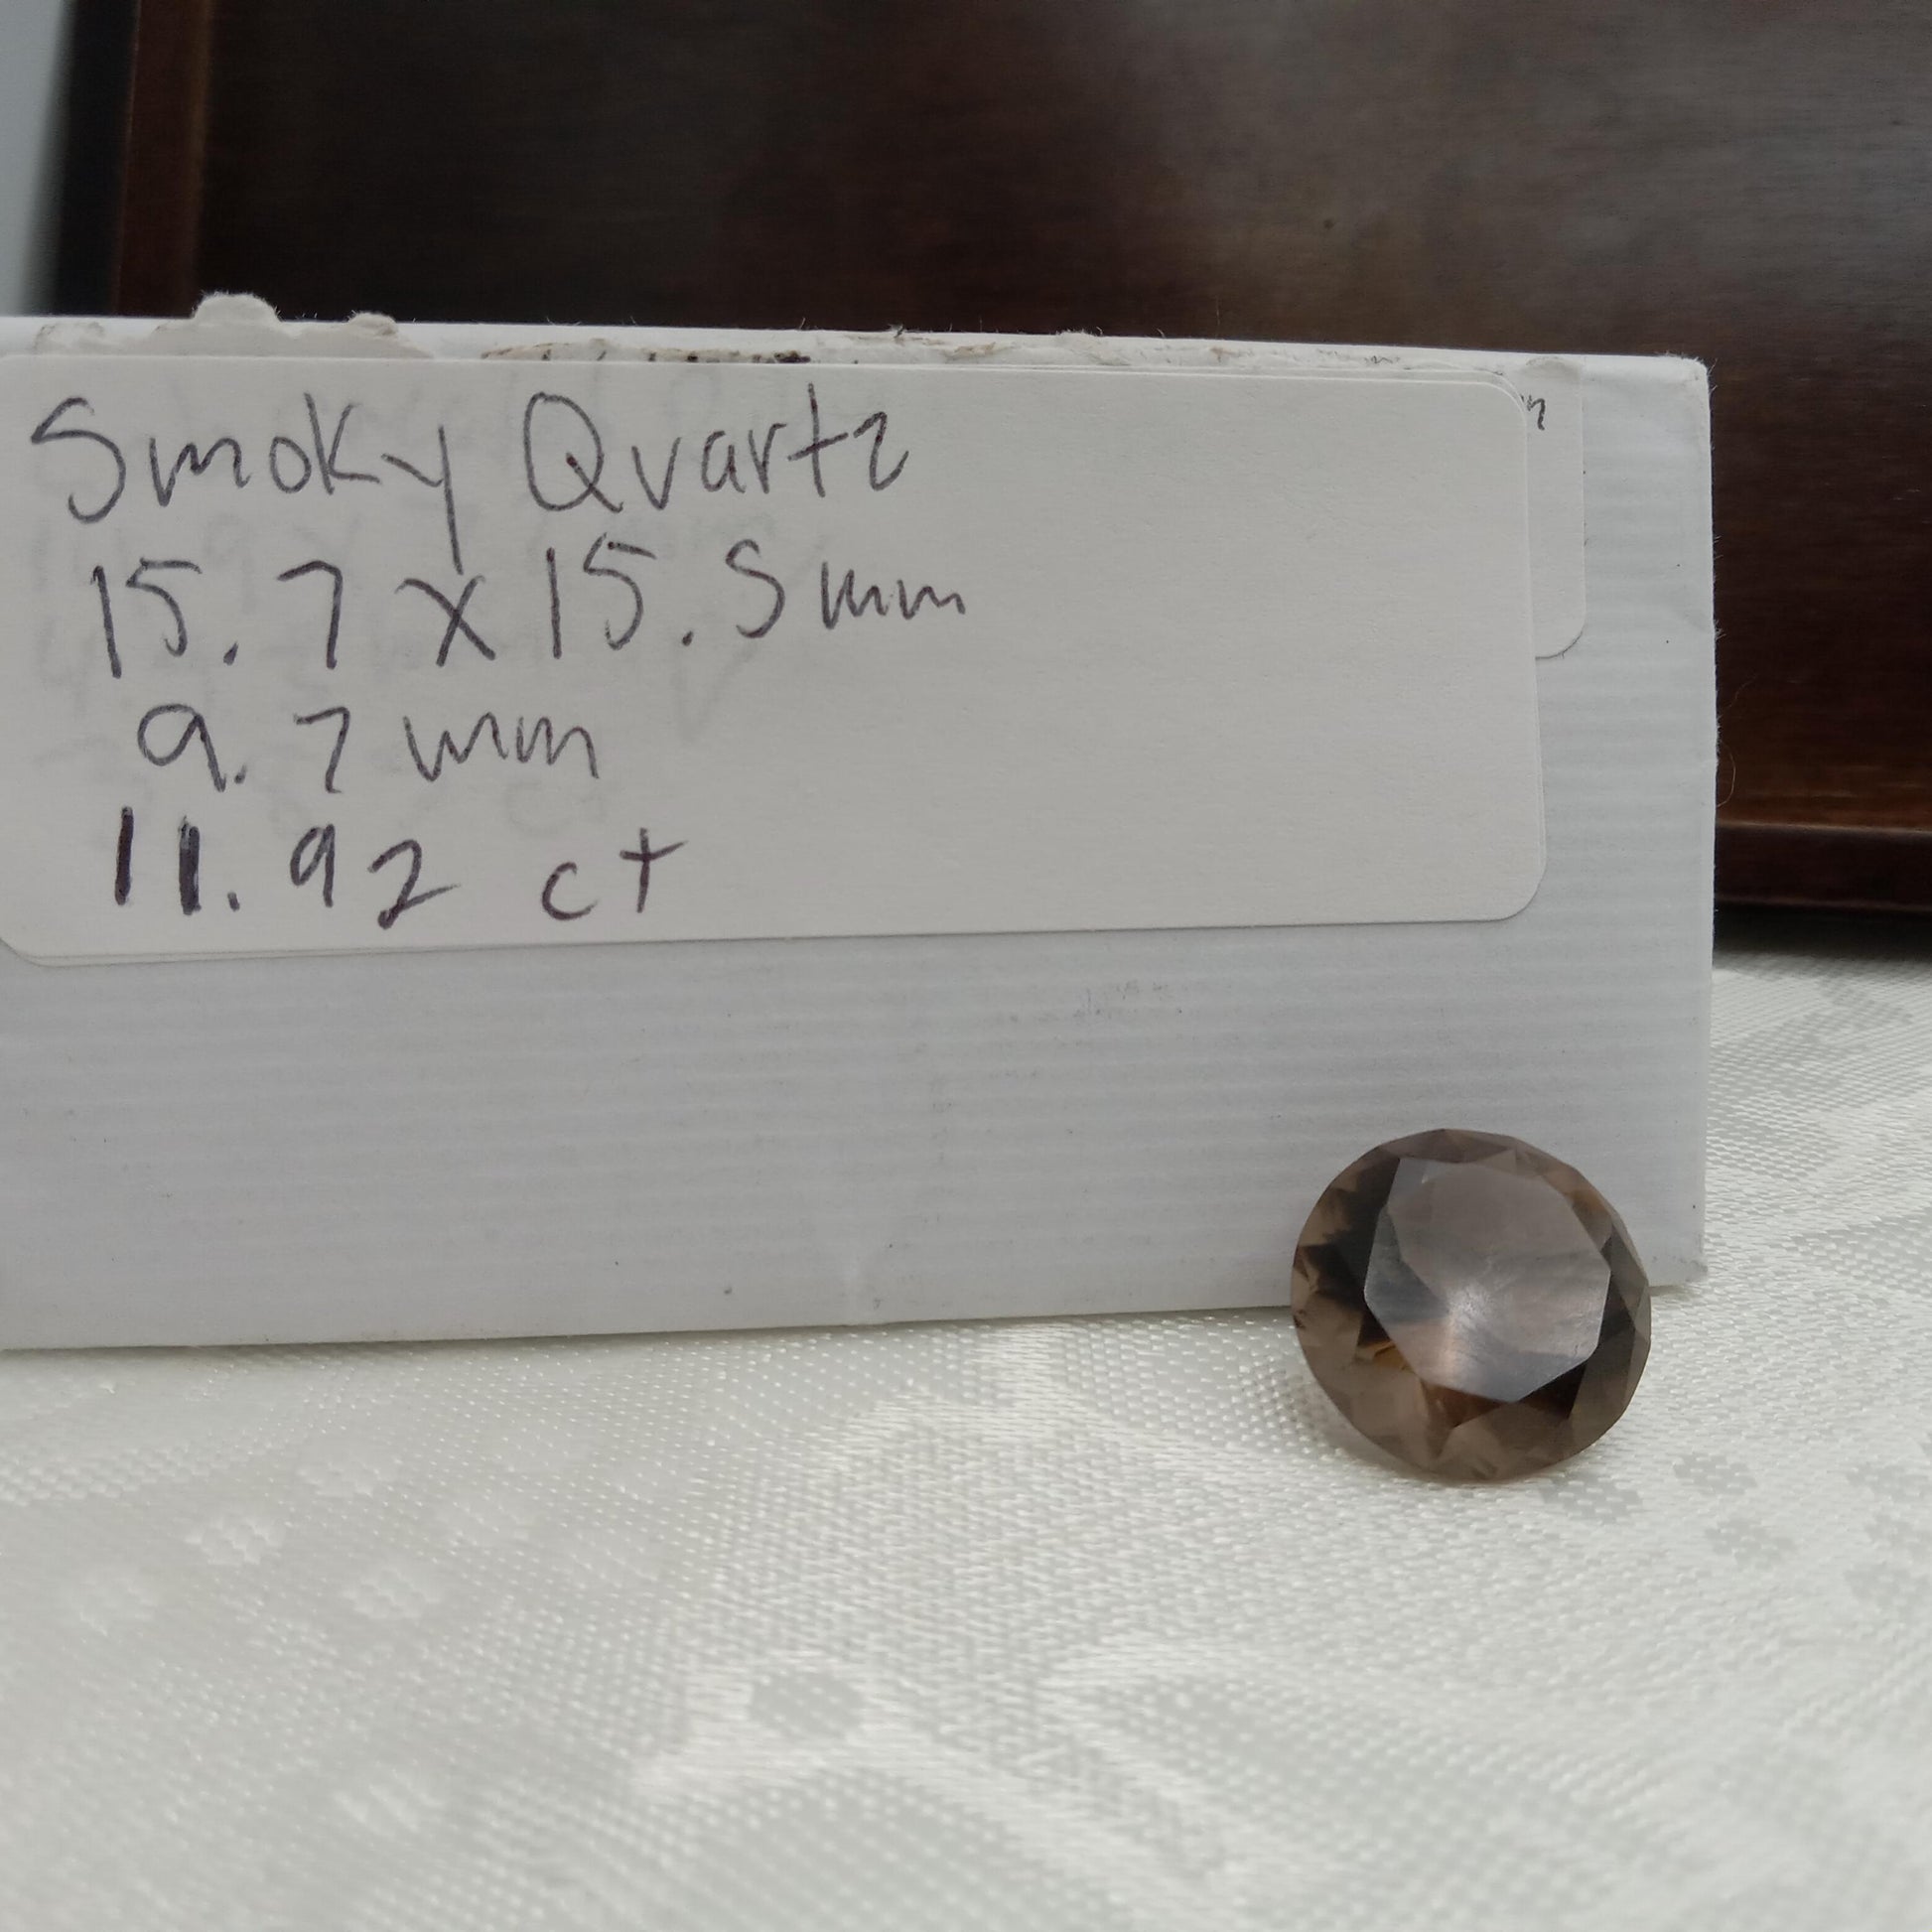 Smoky Quartz
15.7 x 15.5 mm
9.7 mm
11.92 ct